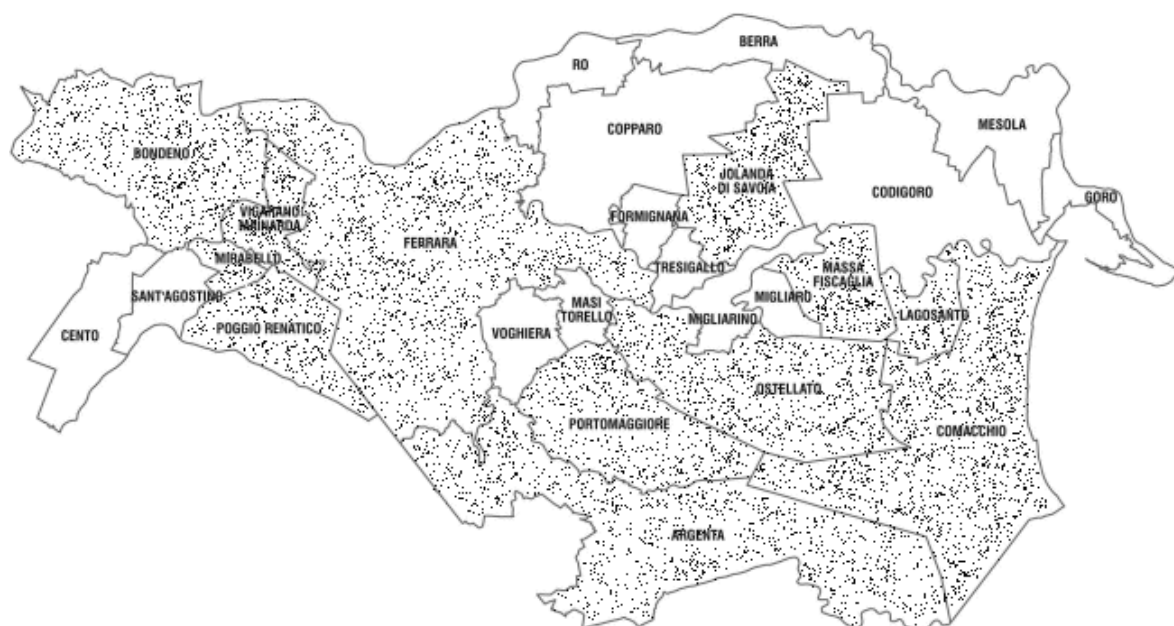 BERRA
RO
COPPARO
MESOLA
BONDENO
JOLANDA
DI SAVOIA
CODIGORO
GORO
VIGARANO
MAINARDA
FORMIGNANA
FERRARA
MIRABELLO
TRESIGALLO
MASSA
FISCAGLIA
SANT'AGOSTINO
MIGLIARO
MASI
TORELLO
MIGLIARINO
LAGOSANTO
CENTO
POGGIO RENATICO
VOGHIERA
OSTELLATO
PORTOMAGGIORE
COMACCHIO
ARGENTA